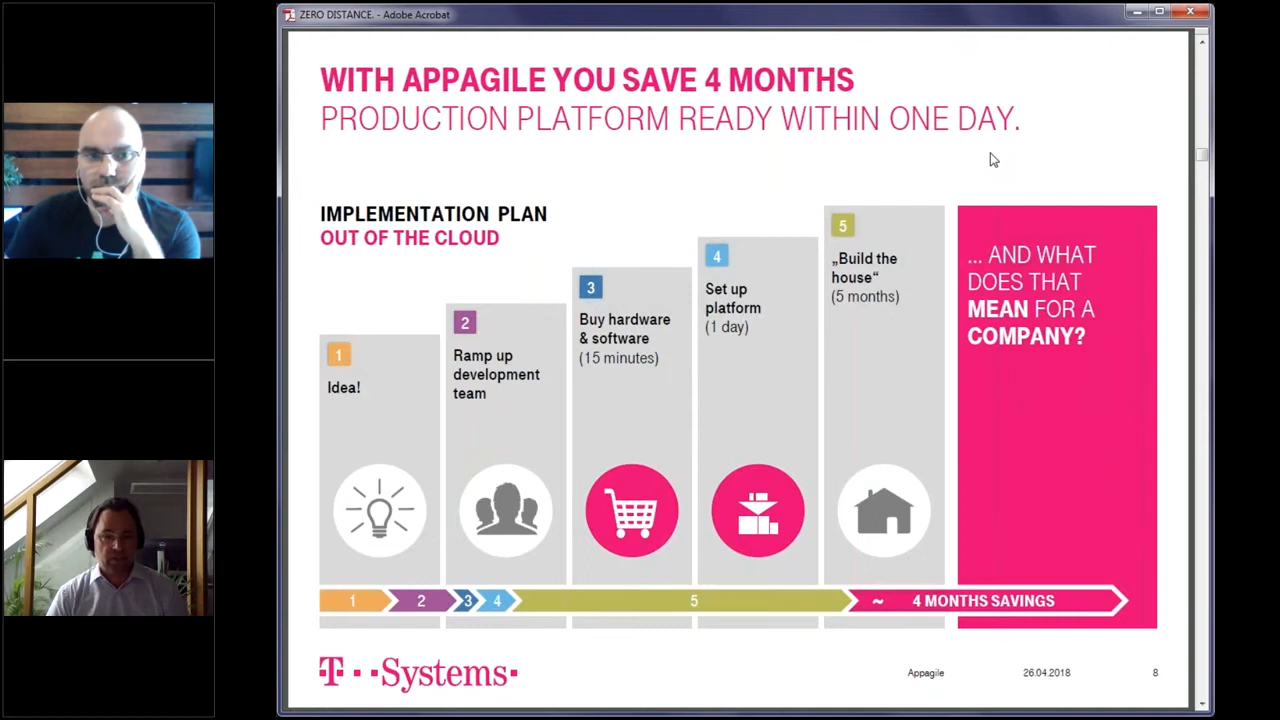 ZERO DISTANCE. - Adobe Acrobat
WITH APPAGILE YOU SAVE 4 MONTHS
PRODUCTION PLATFORM READY WITHIN ONE DAY.
IMPLEMENTATION PLAN
OUT OF THE CLOUD
1
Idea!
2
Ramp up
development
team
3
Buy hardware
& software
(15 minutes)
4
Set up
platform
(1 day)
5
„Build the
house“
(5 months)
... AND WHAT
DOES THAT
MEAN FOR A
COMPANY?
1 2 3 4 5 ~ 4 MONTHS SAVINGS
T · · Systems ·
Appagile 26.04.2018 8